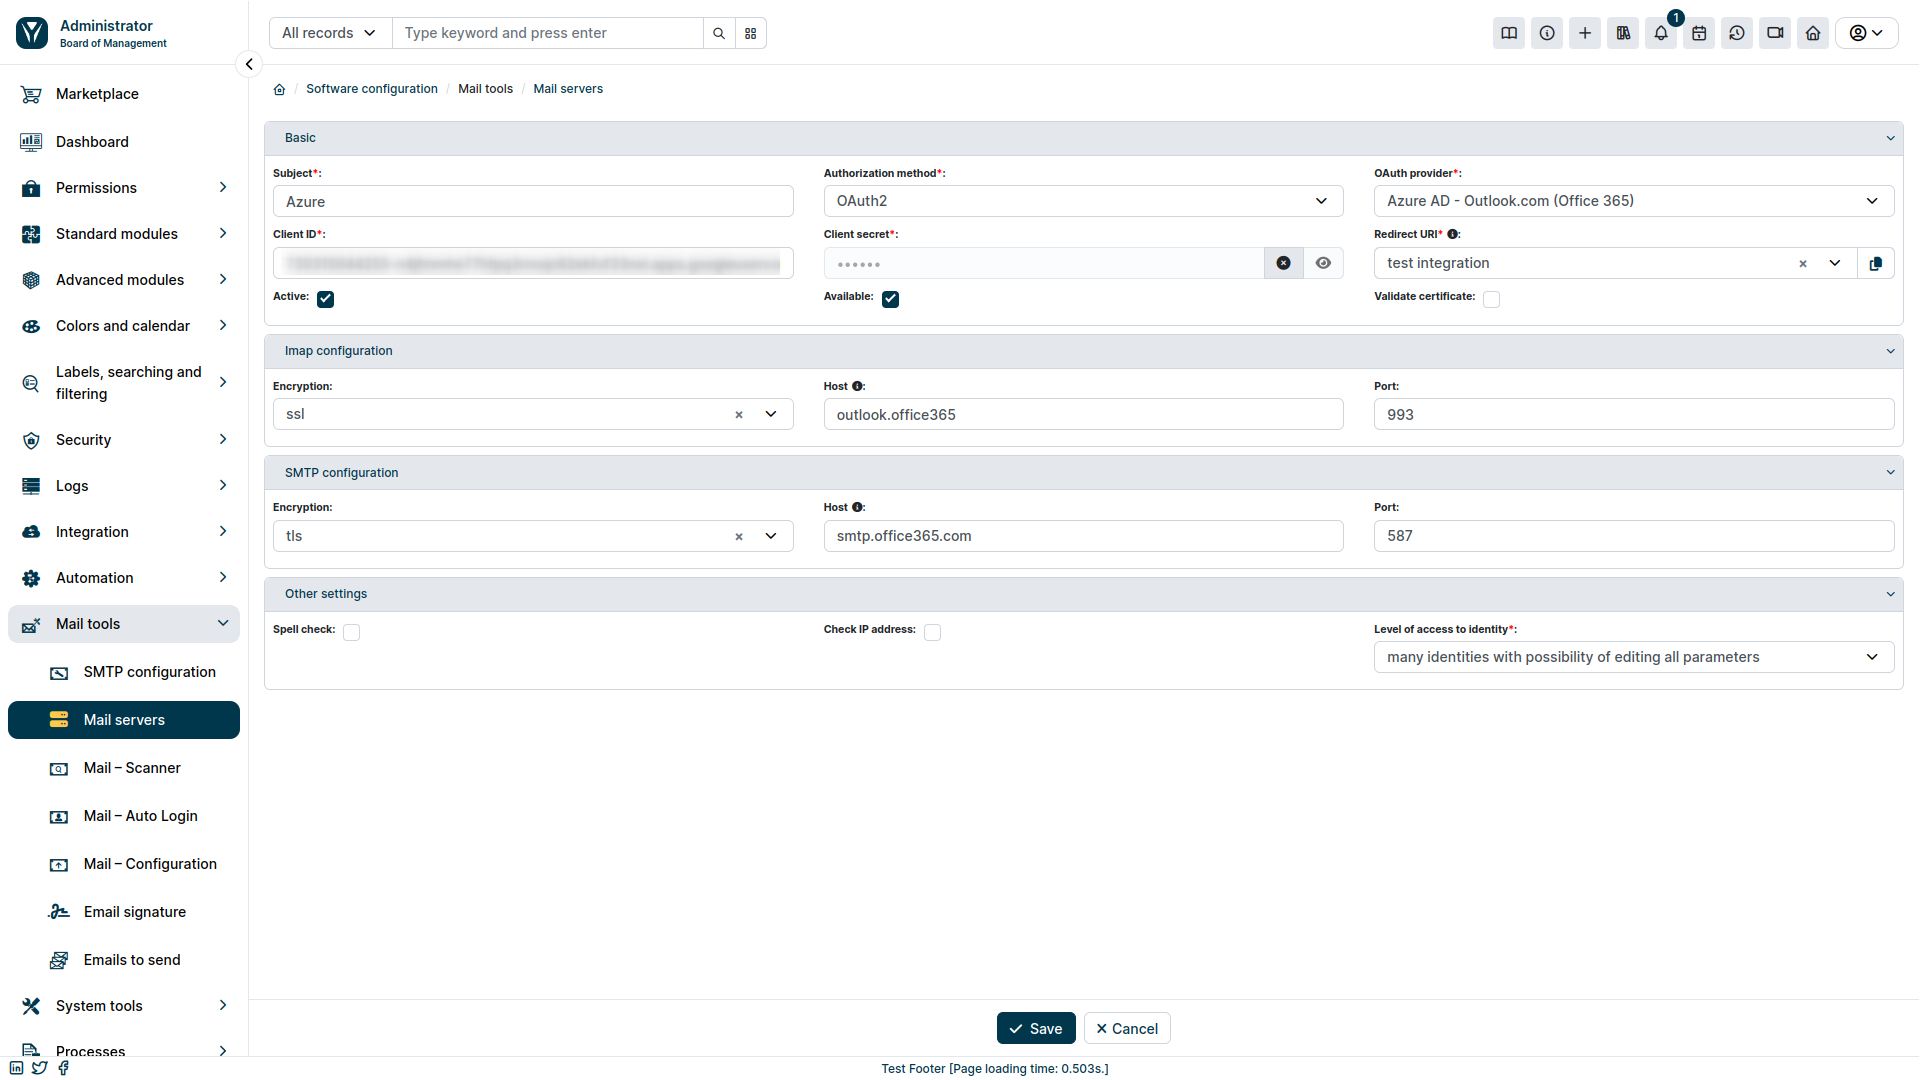 Administrator
Board of Management
All records
Type keyword and press enter
1
Marketplace
Dashboard
Permissions
Standard modules
Advanced modules
Colors and calendar
Labels, searching and
filtering
Security
Logs
Integration
Automation
Mail tools
SMTP configuration
Mail servers
Mail – Scanner
Mail – Auto Login
Mail – Configuration
Email signature
Emails to send
System tools
Processes
Software configuration / Mail tools / Mail servers
Basic
Subject*:
Azure
Authorization method*:
OAuth2
OAuth provider*:
Azure AD - Outlook.com (Office 365)
Client ID*:
Client secret*:
••••••
Redirect URI* :
test integration
Active:
Available:
Validate certificate:
Imap configuration
Encryption:
ssl
Host :
outlook.office365
Port:
993
SMTP configuration
Encryption:
tls
Host :
smtp.office365.com
Port:
587
Other settings
Spell check:
Check IP address:
Level of access to identity*:
many identities with possibility of editing all parameters
Save
Cancel
Test Footer [Page loading time: 0.503s.]